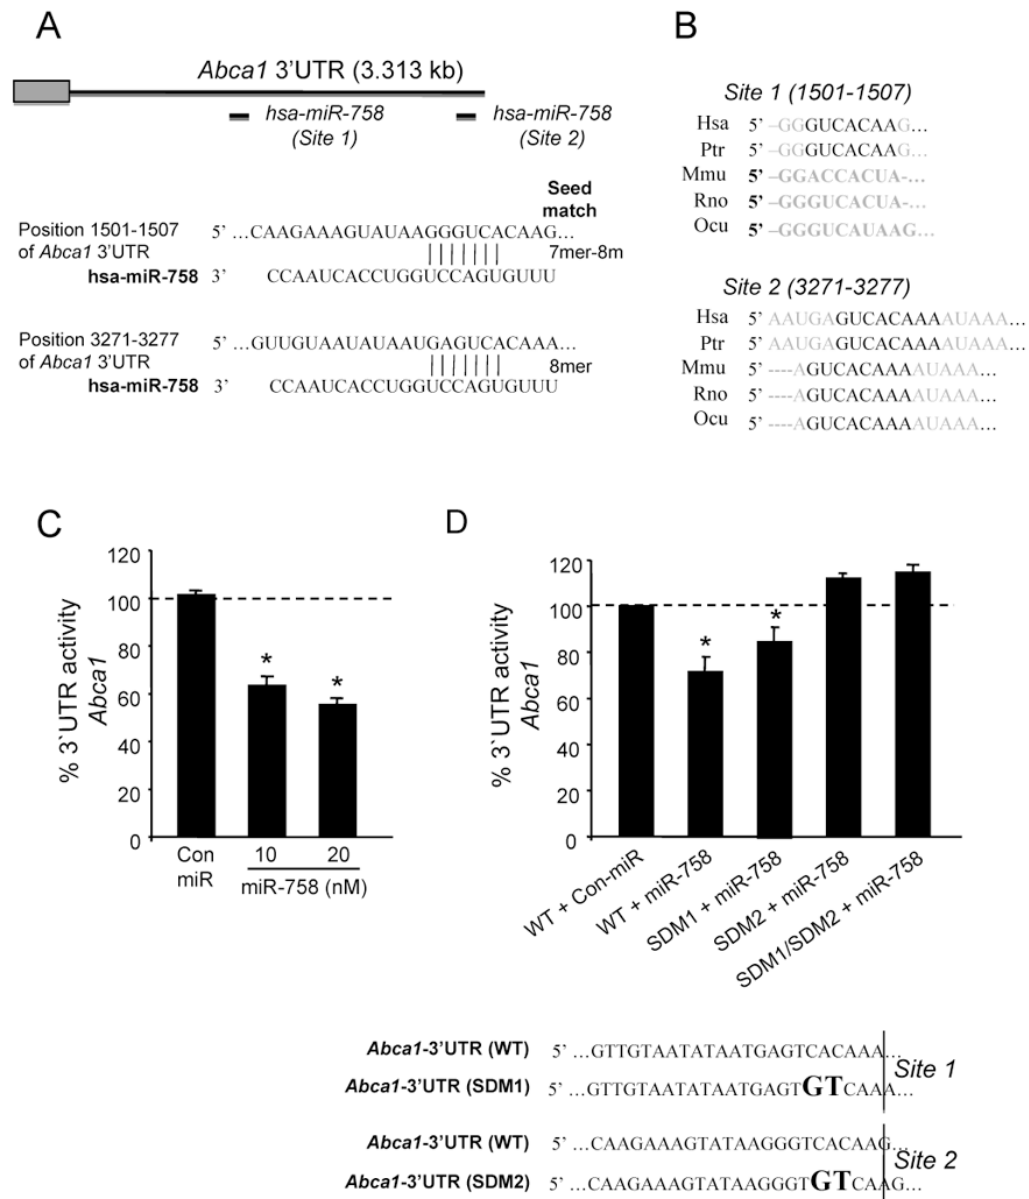 A
Abca1 3'UTR (3.313 kb)
hsa-miR-758
(Site 1)
hsa-miR-758
(Site 2)
Seed
match
Position 1501-1507
of Abca1 3'UTR
5' ...CAAGAAAGUAUAAGGGUCACAAG...
7mer-8m
hsa-miR-758 3' CCAAUCACCUGGUCCAGUGUUU
Position 3271-3277
of Abca1 3'UTR
5' ...GUUGUAAUAUAAUGAGUCACAAA...
8mer
hsa-miR-758 3' CCAAUCACCUGGUCCAGUGUUU
B
Site 1 (1501-1507)
Hsa 5' –GGGUCACAAG...
Ptr 5' –GGGUCACAAG...
Mmu 5' –GGACCACUA-...
Rno 5' –GGGUCACUA-...
Ocu 5' –GGGUCAUAAG...
Site 2 (3271-3277)
Hsa 5' AAUGAGUCACAAAAUAAA...
Ptr 5' AAUGAGUCACAAAAUAAA...
Mmu 5' ----AGUCACAAAAUAAA...
Rno 5' ----AGUCACAAAAUAAA...
Ocu 5' ----AGUCACAAAAUAAA...
C
% 3`UTR activity
Abca1
120
100
80
60
40
20
0
*
*
Con
miR
10
20
miR-758 (nM)
D
% 3`UTR activity
Abca1
120
100
80
60
40
20
0
*
*
WT + Con-miR
WT + miR-758
SDM1 + miR-758
SDM2 + miR-758
SDM1/SDM2 + miR-758
Abca1-3'UTR (WT) 5' ...GTTGTAATATAATGAGTCACAAA...
Abca1-3'UTR (SDM1) 5' ...GTTGTAATATAATGAGTGTCAAA...
Site 1
Abca1-3'UTR (WT) 5' ...CAAGAAAGTATAAGGGTCACAAG...
Abca1-3'UTR (SDM2) 5' ...CAAGAAAGTATAAGGGTGTCAAG...
Site 2